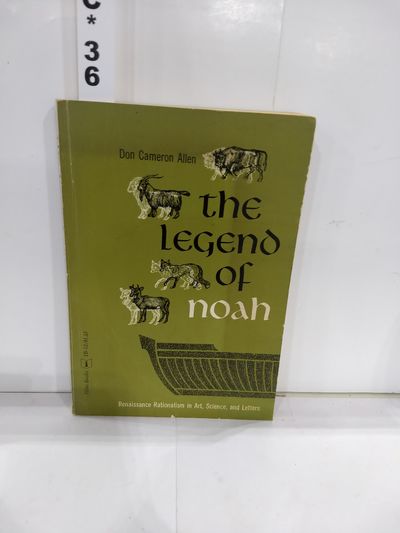 C
*
36
Don Cameron Allen
the
LEGEND
of
noah
Renaissance Rationalism in Art, Science, and Letters